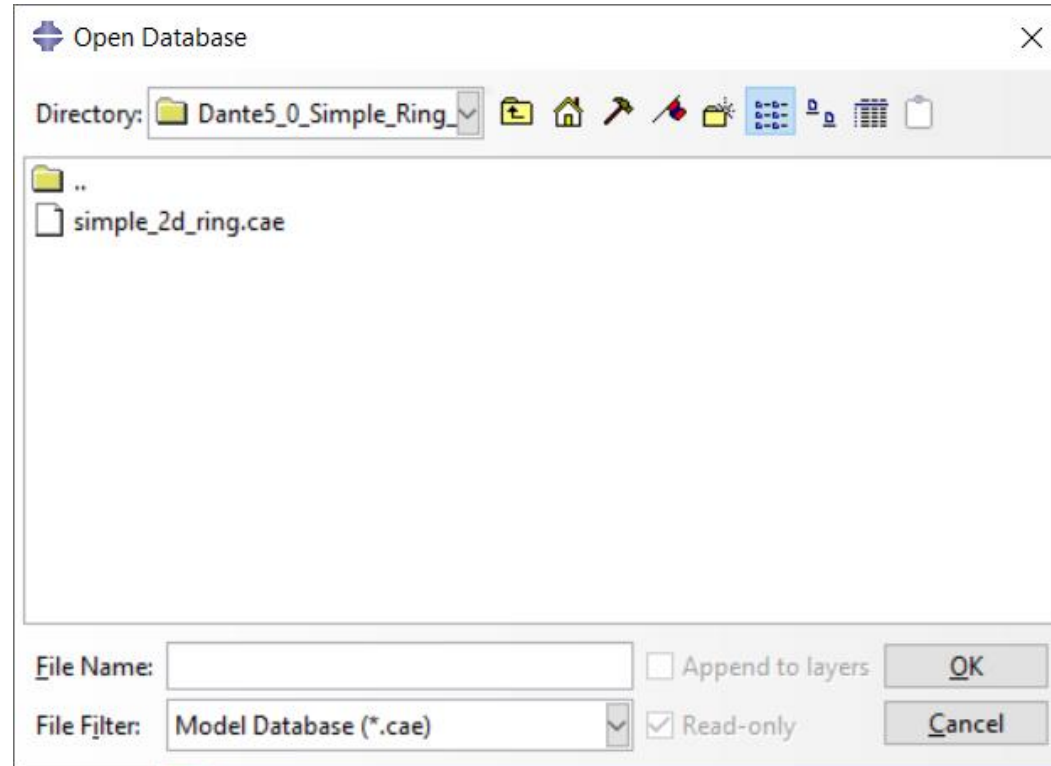 Open Database
Directory: Dante5_0_Simple_Ring_
..
simple_2d_ring.cae
File Name: Append to layers OK
File Filter: Model Database (*.cae) Read-only Cancel